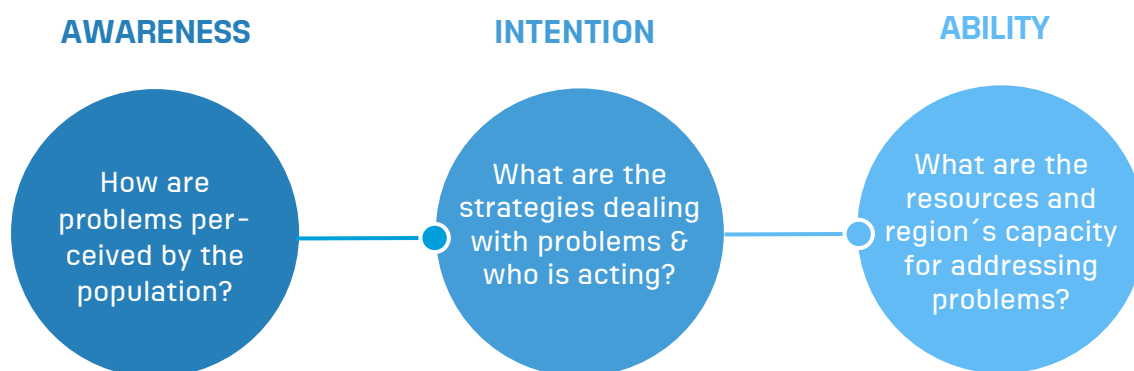 AWARENESS
How are
problems per-
ceived by the
population?
INTENTION
What are the
strategies dealing
with problems &
who is acting?
ABILITY
What are the
resources and
region´s capacity
for addressing
problems?